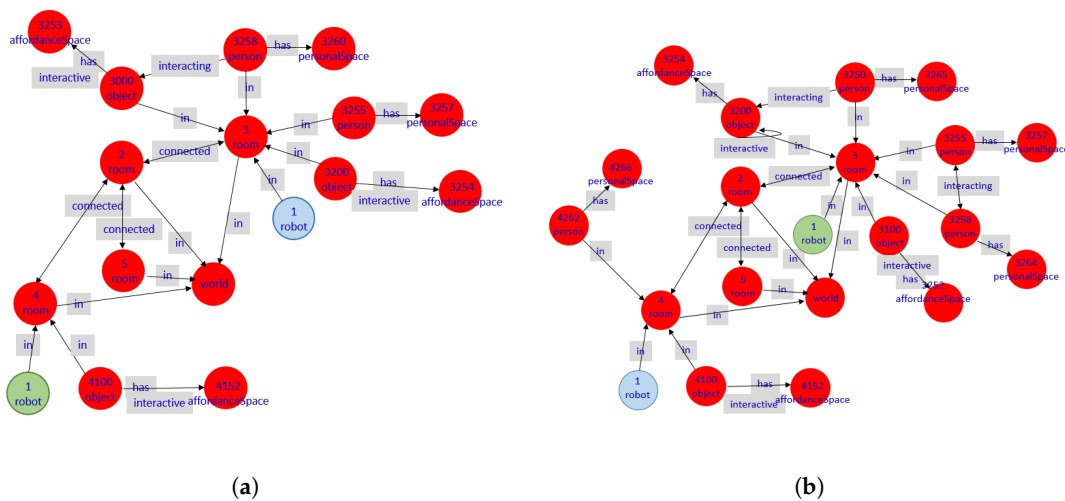 3253
affordanceSpace
has
interactive
3000
object
interacting
3258
person
has
3260
personalSpace
in
in
3
room
in
3255
person
has
3257
personalSpace
in
3200
object
has
interactive
3254
affordanceSpace
2
room
connected
connected
connected
in
in
in
1
robot
5
room
in
world
4
room
in
in
in
1
robot
4100
object
has
interactive
4152
affordanceSpace
(a)
3254
affordanceSpace
has
3200
object
interactive
interacting
3250
person
has
3265
personalSpace
in
in
3
room
in
3255
person
has
3257
personalSpace
interacting
in
3258
person
has
3264
personalSpace
4266
personalSpace
has
4262
person
in
2
room
connected
connected
connected
in
in
1
robot
in
in
3100
object
interactive
has
3252
affordanceSpace
5
room
in
world
4
room
in
in
in
1
robot
4100
object
has
interactive
4152
affordanceSpace
(b)